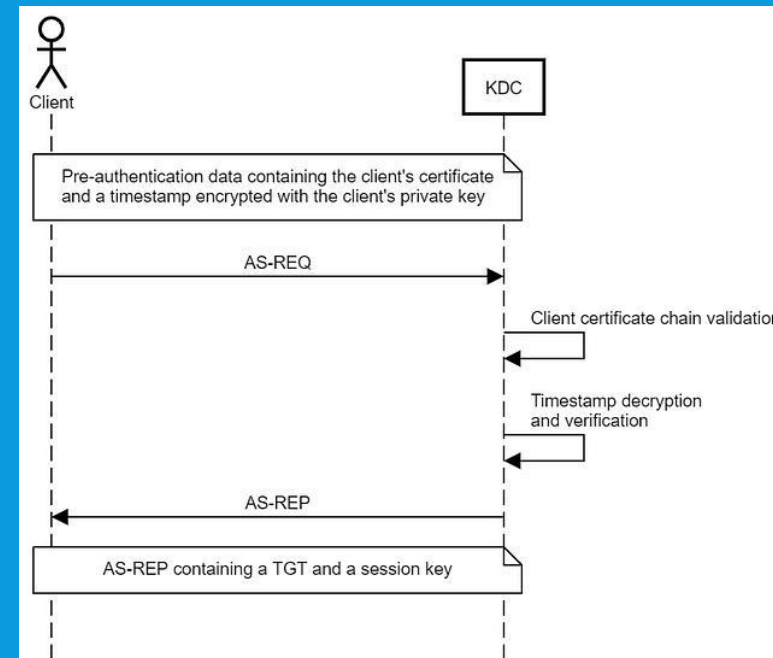 Client
KDC
Pre-authentication data containing the client's certificate
and a timestamp encrypted with the client's private key
AS-REQ
Client certificate chain validation
Timestamp decryption
and verification
AS-REP
AS-REP containing a TGT and a session key